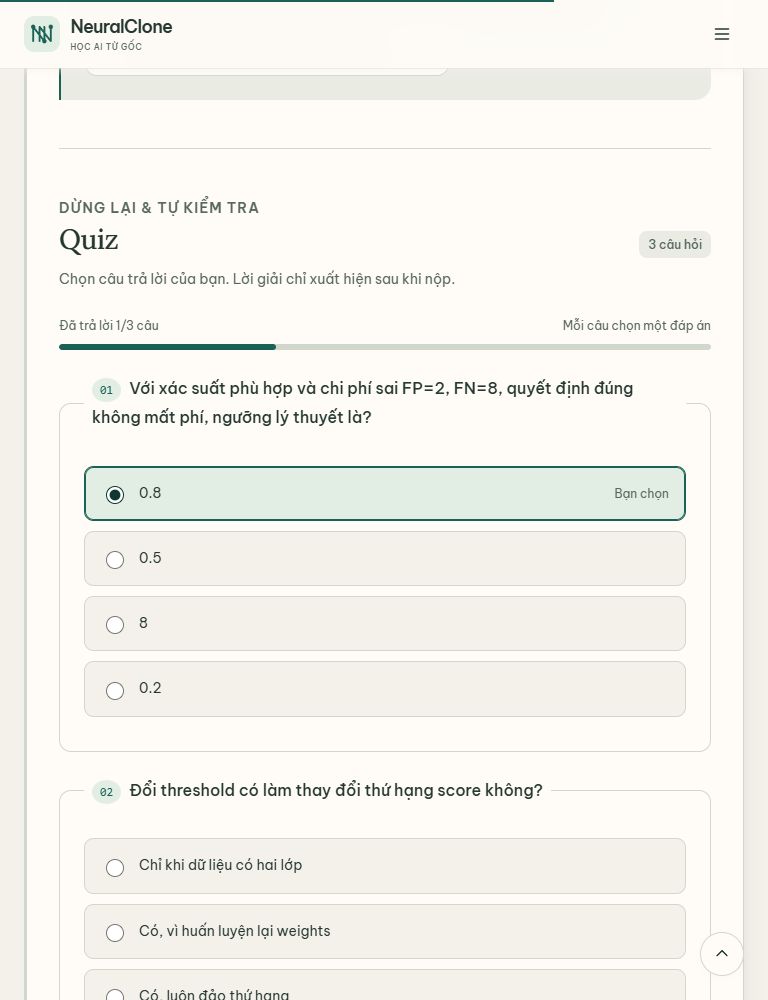 NeuralClone
HỌC AI TỪ GỐC
DỪNG LẠI & TỰ KIỂM TRA
Quiz
3 câu hỏi
Chọn câu trả lời của bạn. Lời giải chỉ xuất hiện sau khi nộp.
Đã trả lời 1/3 câu
Mỗi câu chọn một đáp án
01 Với xác suất phù hợp và chi phí sai FP=2, FN=8, quyết định đúng
không mất phí, ngưỡng lý thuyết là?
0.8
Bạn chọn
0.5
8
0.2
02 Đổi threshold có làm thay đổi thứ hạng score không?
Chỉ khi dữ liệu có hai lớp
Có, vì huấn luyện lại weights
Có, luôn đảo thứ hạng